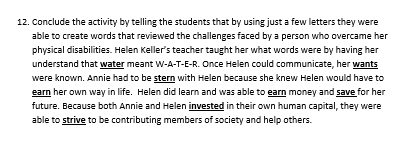 12. Conclude the activity by telling the students that by using just a few letters they were
able to create words that reviewed the challenges faced by a person who overcame her
physical disabilities. Helen Keller's teacher taught her what words were by having her
understand that water meant W-A-T-E-R. Once Helen could communicate, her wants
were known. Annie had to be stern with Helen because she knew Helen would have to
earn her own way in life.  Helen did learn and was able to earn money and save for her
future. Because both Annie and Helen invested in their own human capital, they were
able to strive to be contributing members of society and help others.